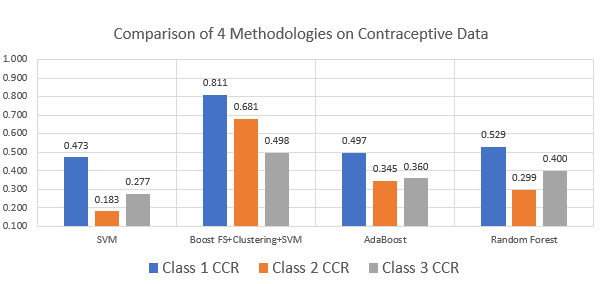 Comparison of 4 Methodologies on Contraceptive Data
1.000
0.900
0.800
0.700
0.600
0.500
0.400
0.300
0.200
0.100
0.473
0.183
0.277
0.811
0.681
0.498
0.497
0.345
0.360
0.529
0.299
0.400
SVM
Boost FS+Clustering+SVM
AdaBoost
Random Forest
Class 1 CCR
Class 2 CCR
Class 3 CCR